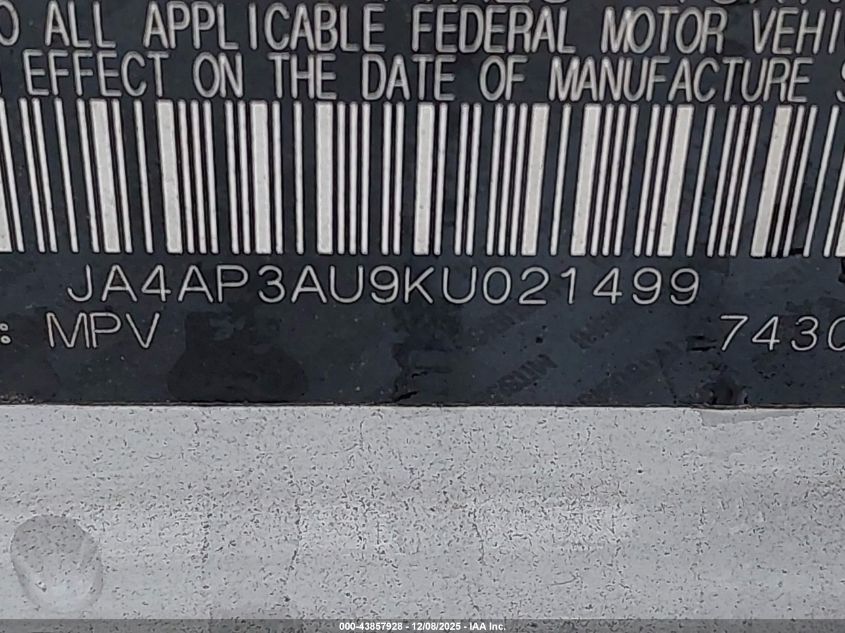 O ALL APPLICABLE FEDERAL MOTOR VEHI
EFFECT ON THE DATE OF MANUFACTURE S
JA4AP3AU9KU021499
: MPV
7430
000-43857928 - 12/08/2025 - IAA Inc.